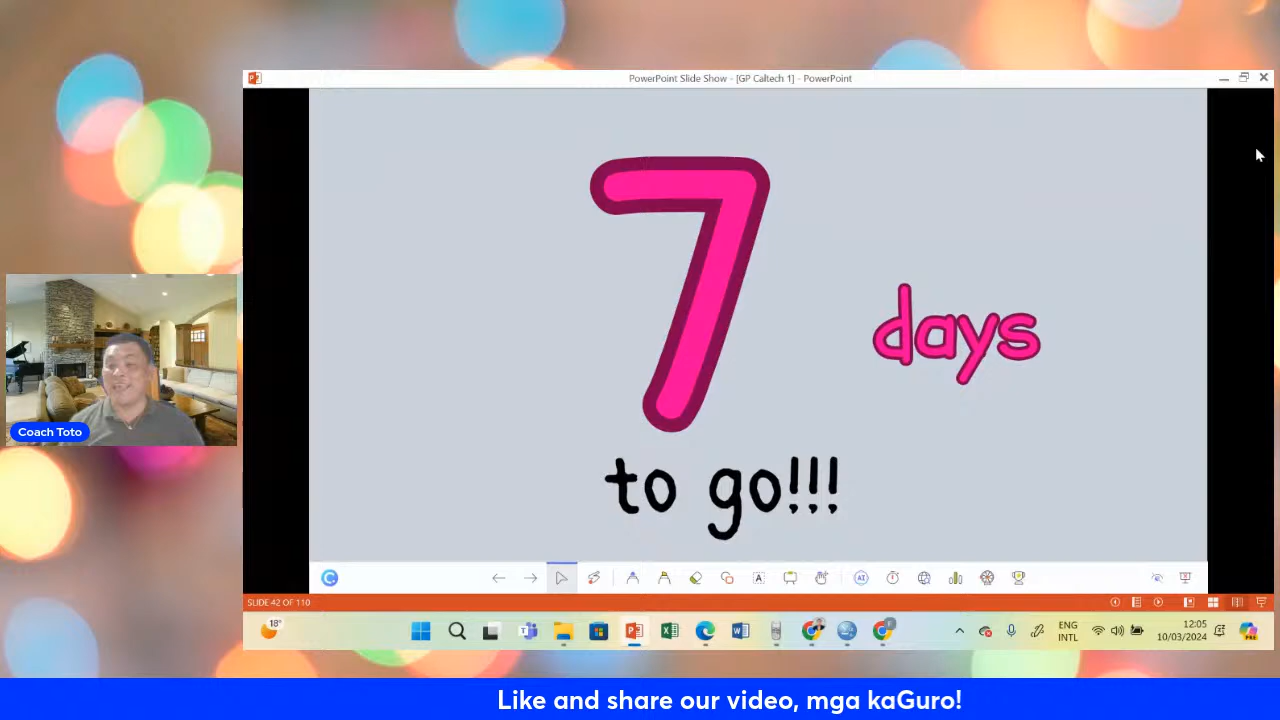 PowerPoint Slide Show - [GP Caltech 1] - PowerPoint
7
days
to go!!!
Coach Toto
A
AI
SLIDE 42 OF 110
18°
ENG
INTL
12:05
10/03/2024
Like and share our video, mga kaGuro!